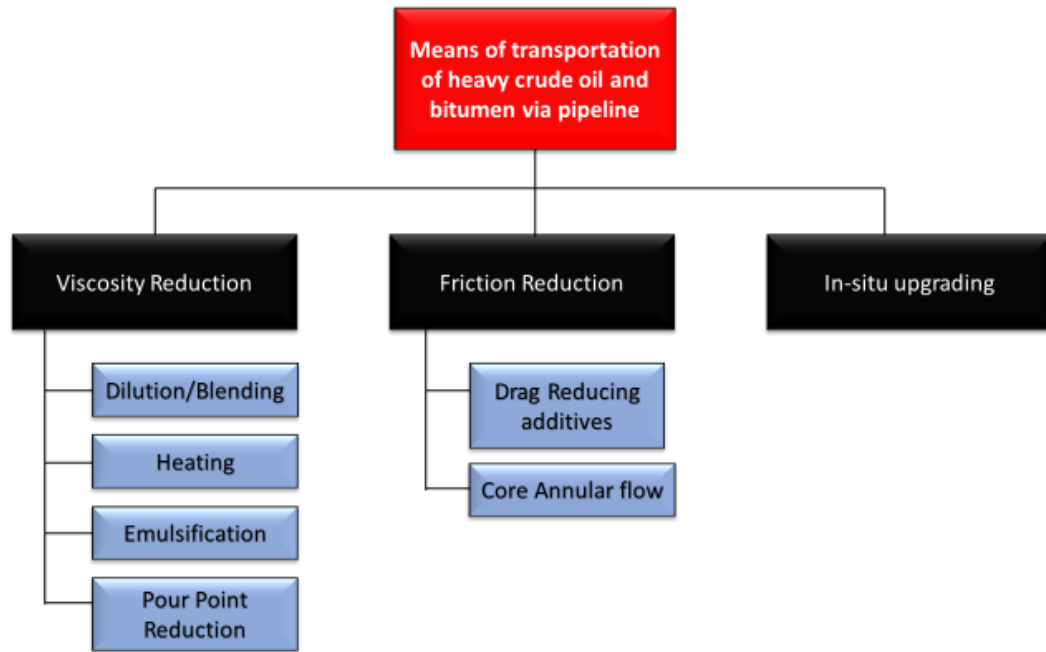 Means of transportation
of heavy crude oil and
bitumen via pipeline
Viscosity Reduction
Friction Reduction
In-situ upgrading
Dilution/Blending
Heating
Emulsification
Pour Point
Reduction
Drag Reducing
additives
Core Annular flow